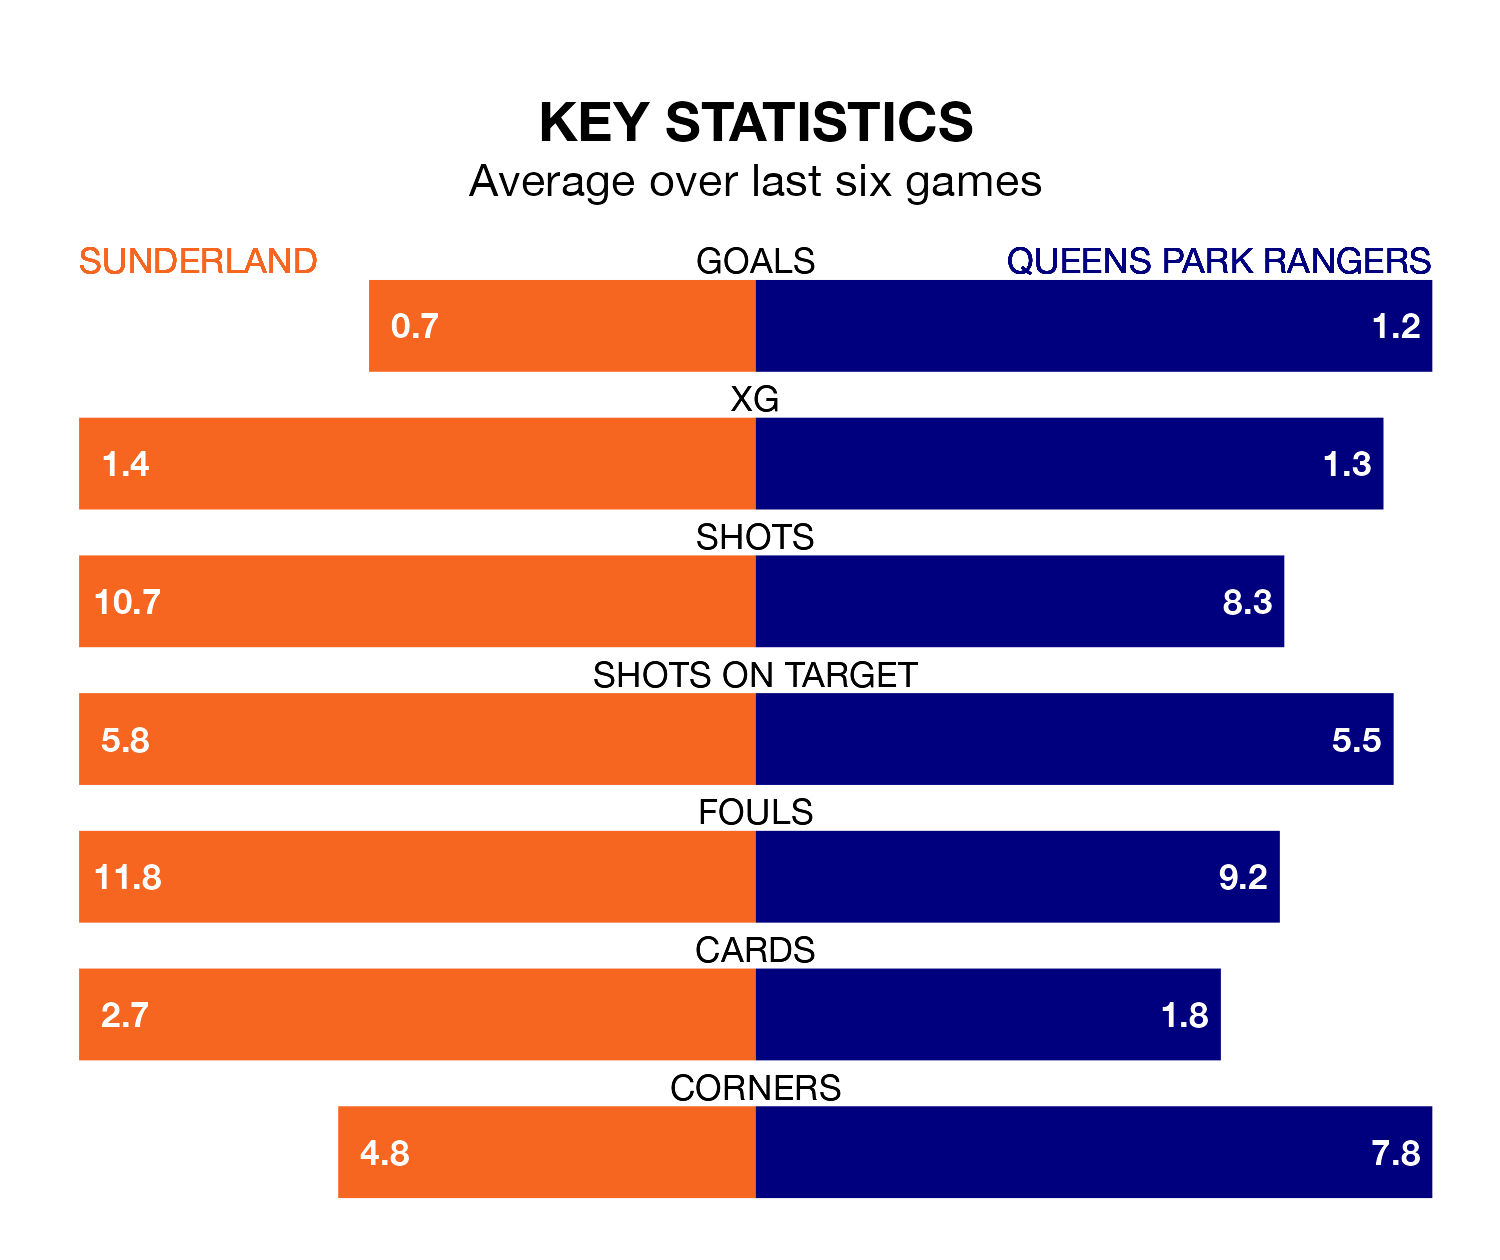 KEY STATISTICS
Average over last six games
SUNDERLAND GOALS QUEENS PARK RANGERS
0.7 1.2
XG
1.4 1.3
SHOTS
10.7 8.3
SHOTS ON TARGET
5.8 5.5
FOULS
11.8 9.2
CARDS
2.7 1.8
CORNERS
4.8 7.8